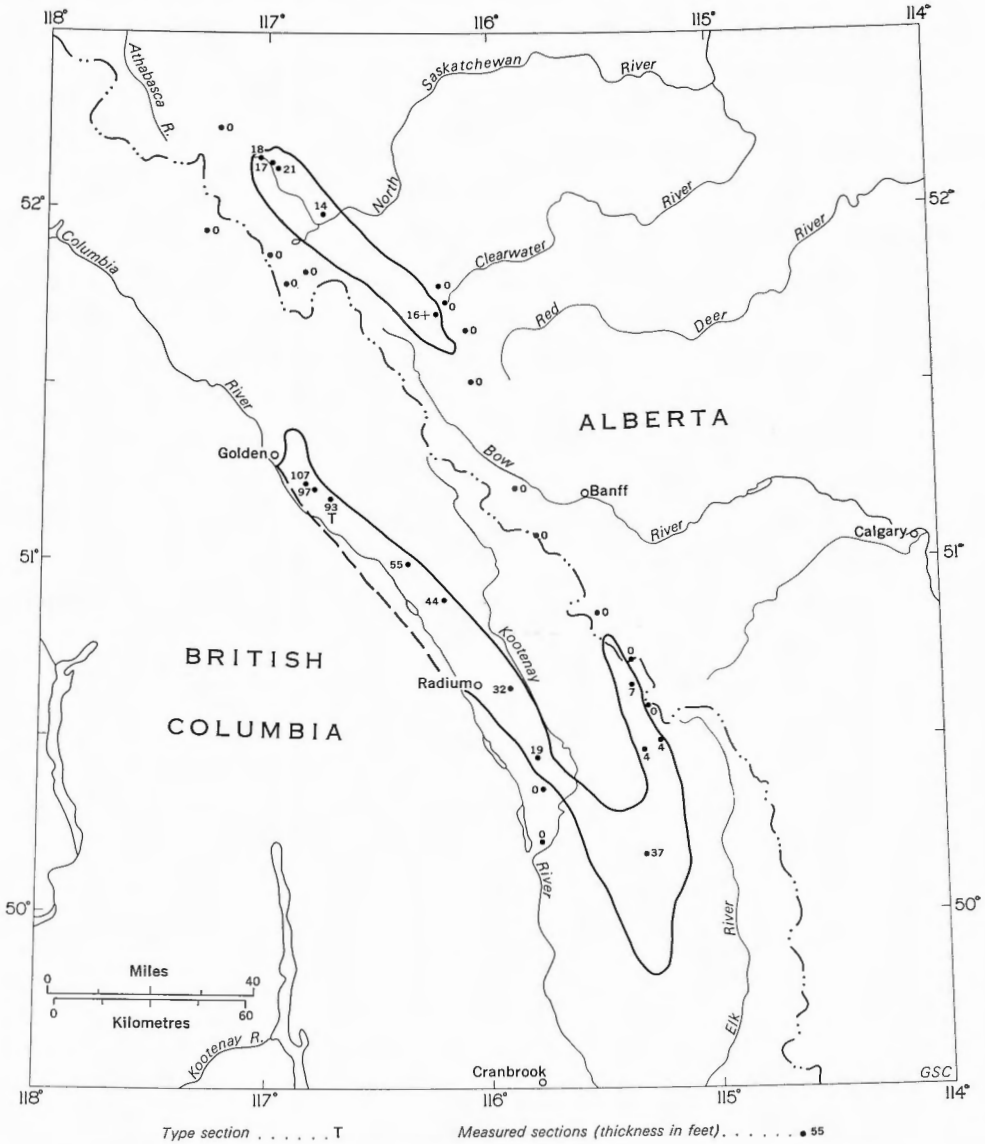 118° 117° 116° 115° 114°
Athabasca R.
Saskatchewan River
0
18
17 21
14
North
52° 52°
River
River
Columbia
0
0
0
0
Clearwater
0
0
16+
0
Red Deer
0
River
ALBERTA
Golden
Bow
107
97
93
T
0
Banff
River
Calgary
0
51° 51°
55
44
0
Kootenay
BRITISH
COLUMBIA
0
7
0
Radium
32
4
4
19
0
0
37
River
River
50° 50°
Miles
0 40
0 60
Kilometres
Elk
Kootenay R.
Cranbrook
GSC
118° 117° 116° 115° 114°
Type section . . . . . . T Measured sections (thickness in feet) . . . . . . . 55